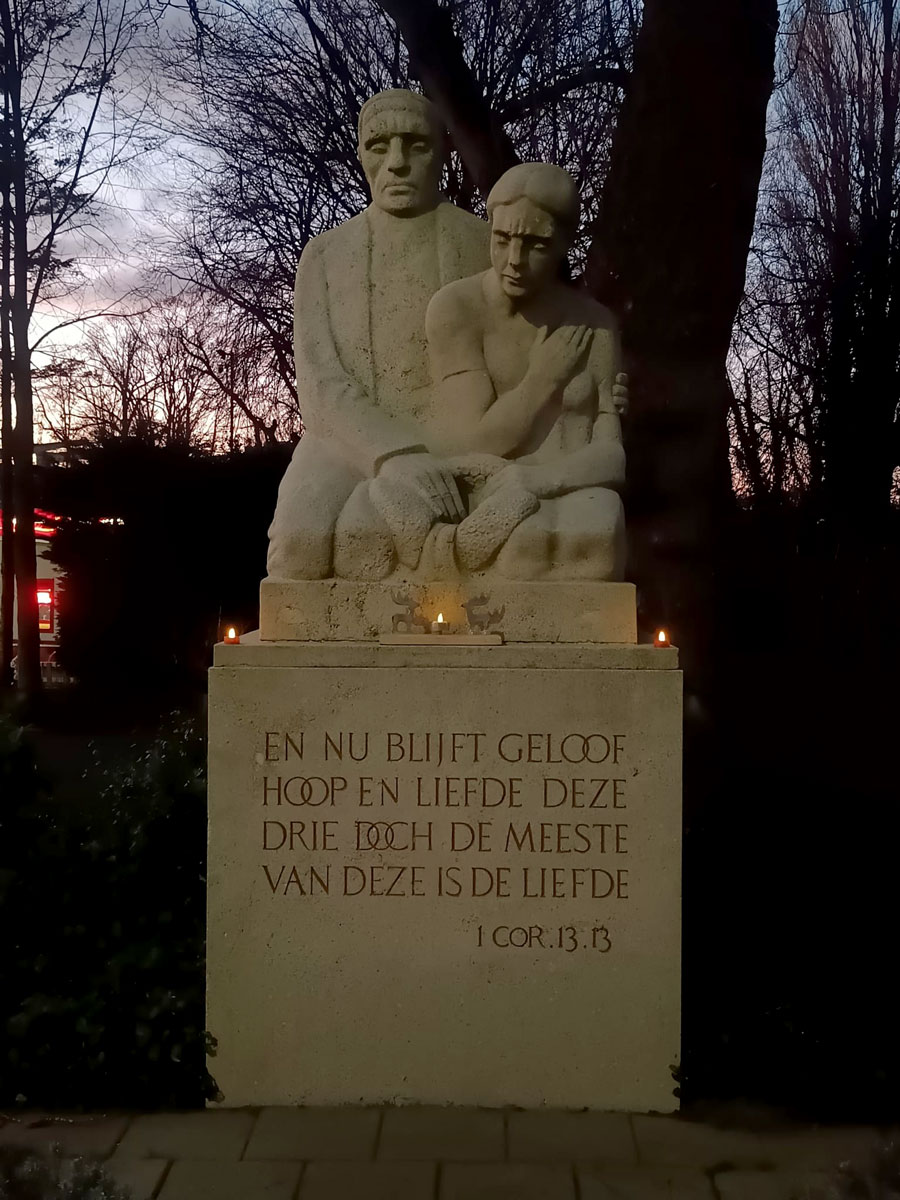 EN NU BLIJFT GELOOF,
HOOP EN LIEFDE DEZE
DRIE DOCH DE MEESTE
VAN DEZE IS DE LIEFDE
1 COR. 13. 13